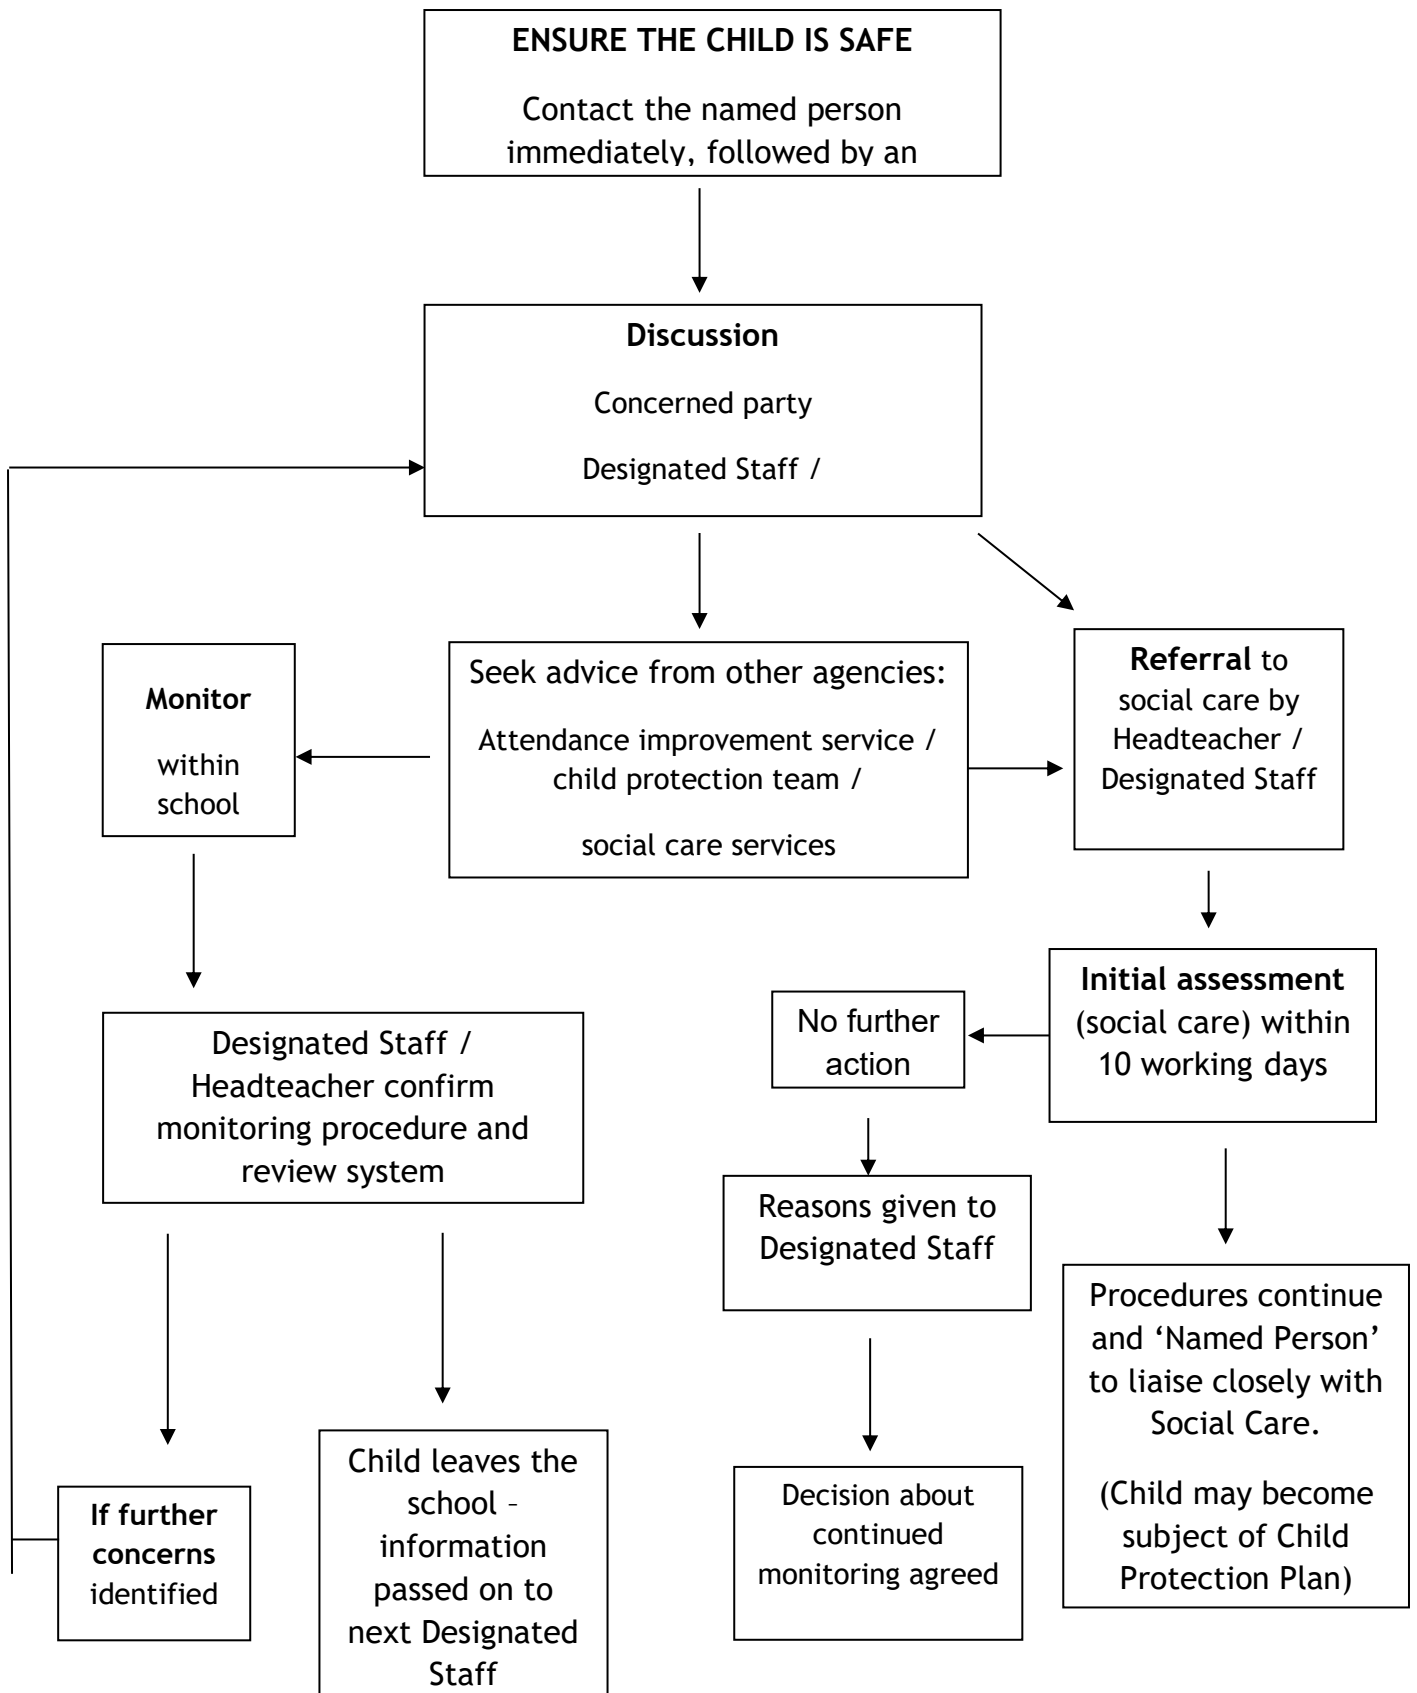 ENSURE THE CHILD IS SAFE
Contact the named person
immediately, followed by an
Discussion
Concerned party
Designated Staff /
Monitor
within
school
Seek advice from other agencies:
Attendance improvement service /
child protection team /
social care services
Referral to
social care by
Headteacher /
Designated Staff
Initial assessment
(social care) within
10 working days
No further
action
Designated Staff /
Headteacher confirm
monitoring procedure and
review system
Reasons given to
Designated Staff
Procedures continue
and ‘Named Person’
to liaise closely with
Social Care.
(Child may become
subject of Child
Protection Plan)
If further
concerns
identified
Child leaves the
school –
information
passed on to
next Designated
Staff
Decision about
continued
monitoring agreed